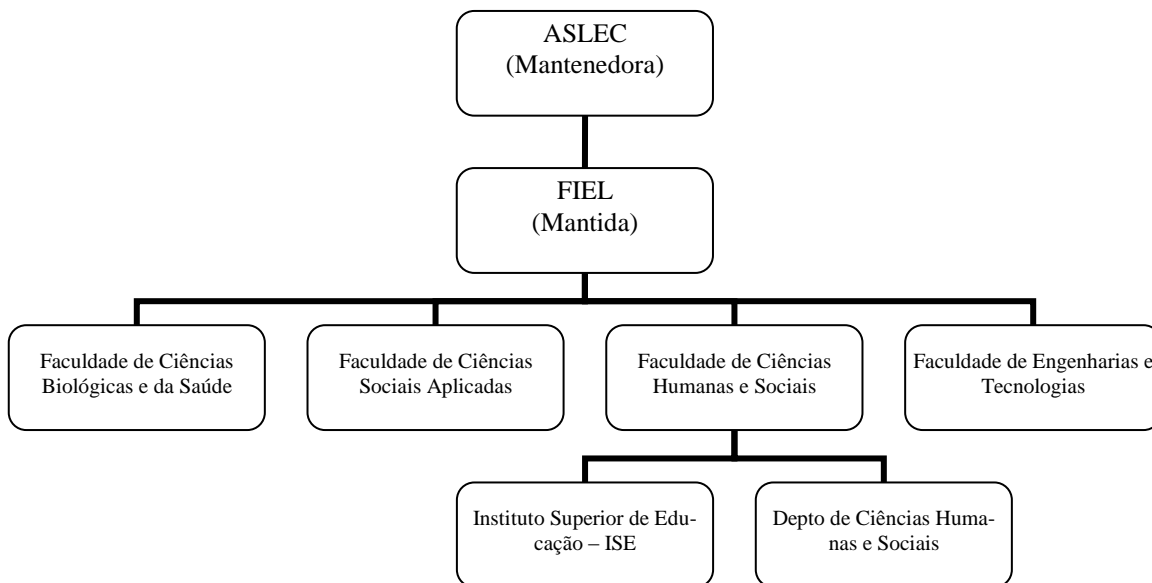 ASLEC
(Mantenedora)
FIEL
(Mantida)
Faculdade de Ciências
Biológicas e da Saúde
Faculdade de Ciências
Sociais Aplicadas
Faculdade de Ciências
Humanas e Sociais
Faculdade de Engenharias e
Tecnologias
Instituto Superior de Edu-
cação – ISE
Depto de Ciências Huma-
nas e Sociais